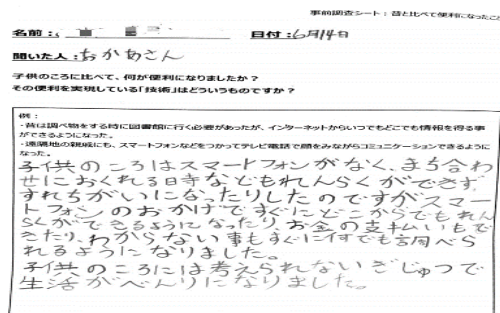 事前調査シート：昔と比べて便利になったこと
名前：
日付：6月14日
聞いた人：おかあさん
子供のころに比べて、何が便利になりましたか？
その便利を実現している「技術」はどういうものですか？
例：
・昔は調べ物をする時に図書館に行く必要があったが、インターネットからいつでもどこでも情報を得る事
ができるようになった。
・遠隔地の親戚にも、スマートフォンなどをつかってテレビ電話で顔をみながらコミュニケーションできるように
なった。
子供のころはスマートフォンがなく、まち合わ
せにおくれる時などもれんらくができず、
すれちがいになったりしたのですがスマー
トフォンのおかげですぐにどこからでもれん
らくができるようになったり、お金の支払いもで
きたり、わからない事もすぐに何でも調べら
れるようになりました。
子供のころには考えられないぎじゅつで
生活がべんりになりました。